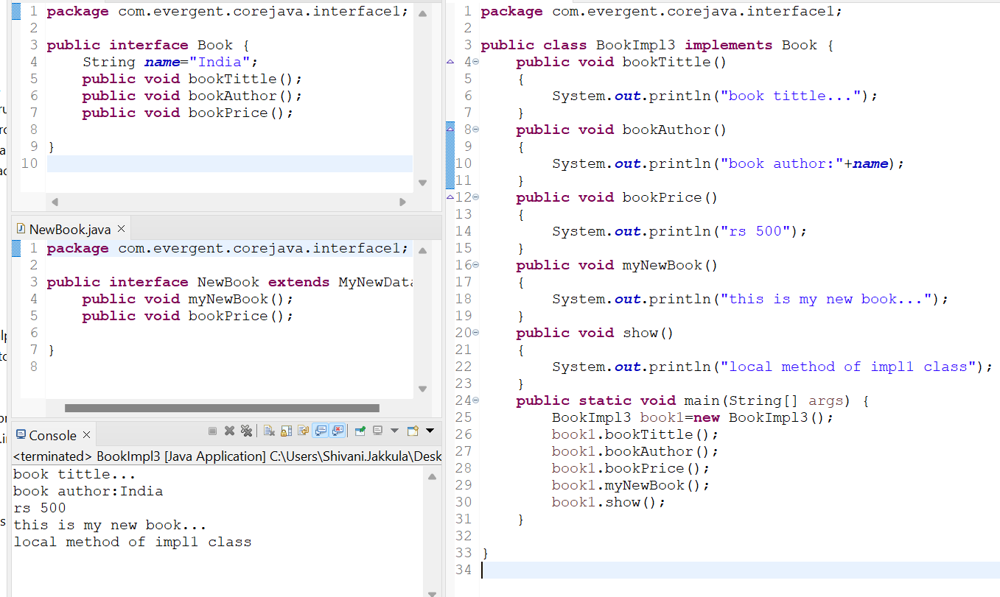 1 package com.evergent.corejava.interface1;
2
3 public interface Book {
4 String name="India";
5 public void bookTittle();
6 public void bookAuthor();
7 public void bookPrice();
8
9 }
10
NewBook.java
1 package com.evergent.corejava.interface1;
2
3 public interface NewBook extends MyNewData
4 public void myNewBook();
5 public void bookPrice();
6
7 }
8
Console
<terminated> BookImpl3 [Java Application] C:\Users\Shivani.Jakkula\Desk
book tittle...
book author:India
rs 500
this is my new book...
local method of impl1 class
1 package com.evergent.corejava.interface1;
2
3 public class BookImpl3 implements Book {
4 public void bookTittle()
5 {
6 System.out.println("book tittle...");
7 }
8 public void bookAuthor()
9 {
10 System.out.println("book author:"+name);
11 }
12 public void bookPrice()
13 {
14 System.out.println("rs 500");
15 }
16 public void myNewBook()
17 {
18 System.out.println("this is my new book...");
19 }
20 public void show()
21 {
22 System.out.println("local method of impl1 class");
23 }
24 public static void main(String[] args) {
25 BookImpl3 book1=new BookImpl3();
26 book1.bookTittle();
27 book1.bookAuthor();
28 book1.bookPrice();
29 book1.myNewBook();
30 book1.show();
31 }
32
33 }
34